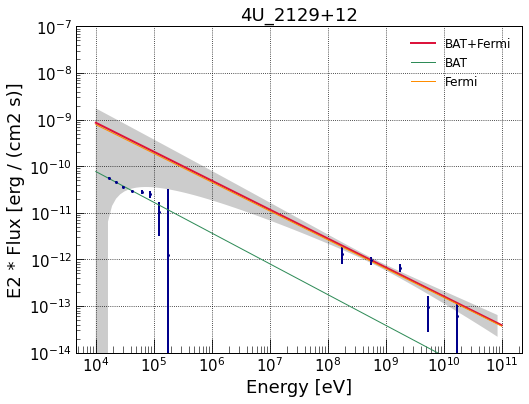 4U_2129+12
10⁻⁷
10⁻⁸
10⁻⁹
10⁻¹⁰
10⁻¹¹
10⁻¹²
10⁻¹³
10⁻¹⁴
E2 * Flux [erg / (cm2 s)]
BAT+Fermi
BAT
Fermi
10⁴ 10⁵ 10⁶ 10⁷ 10⁸ 10⁹ 10¹⁰ 10¹¹
Energy [eV]